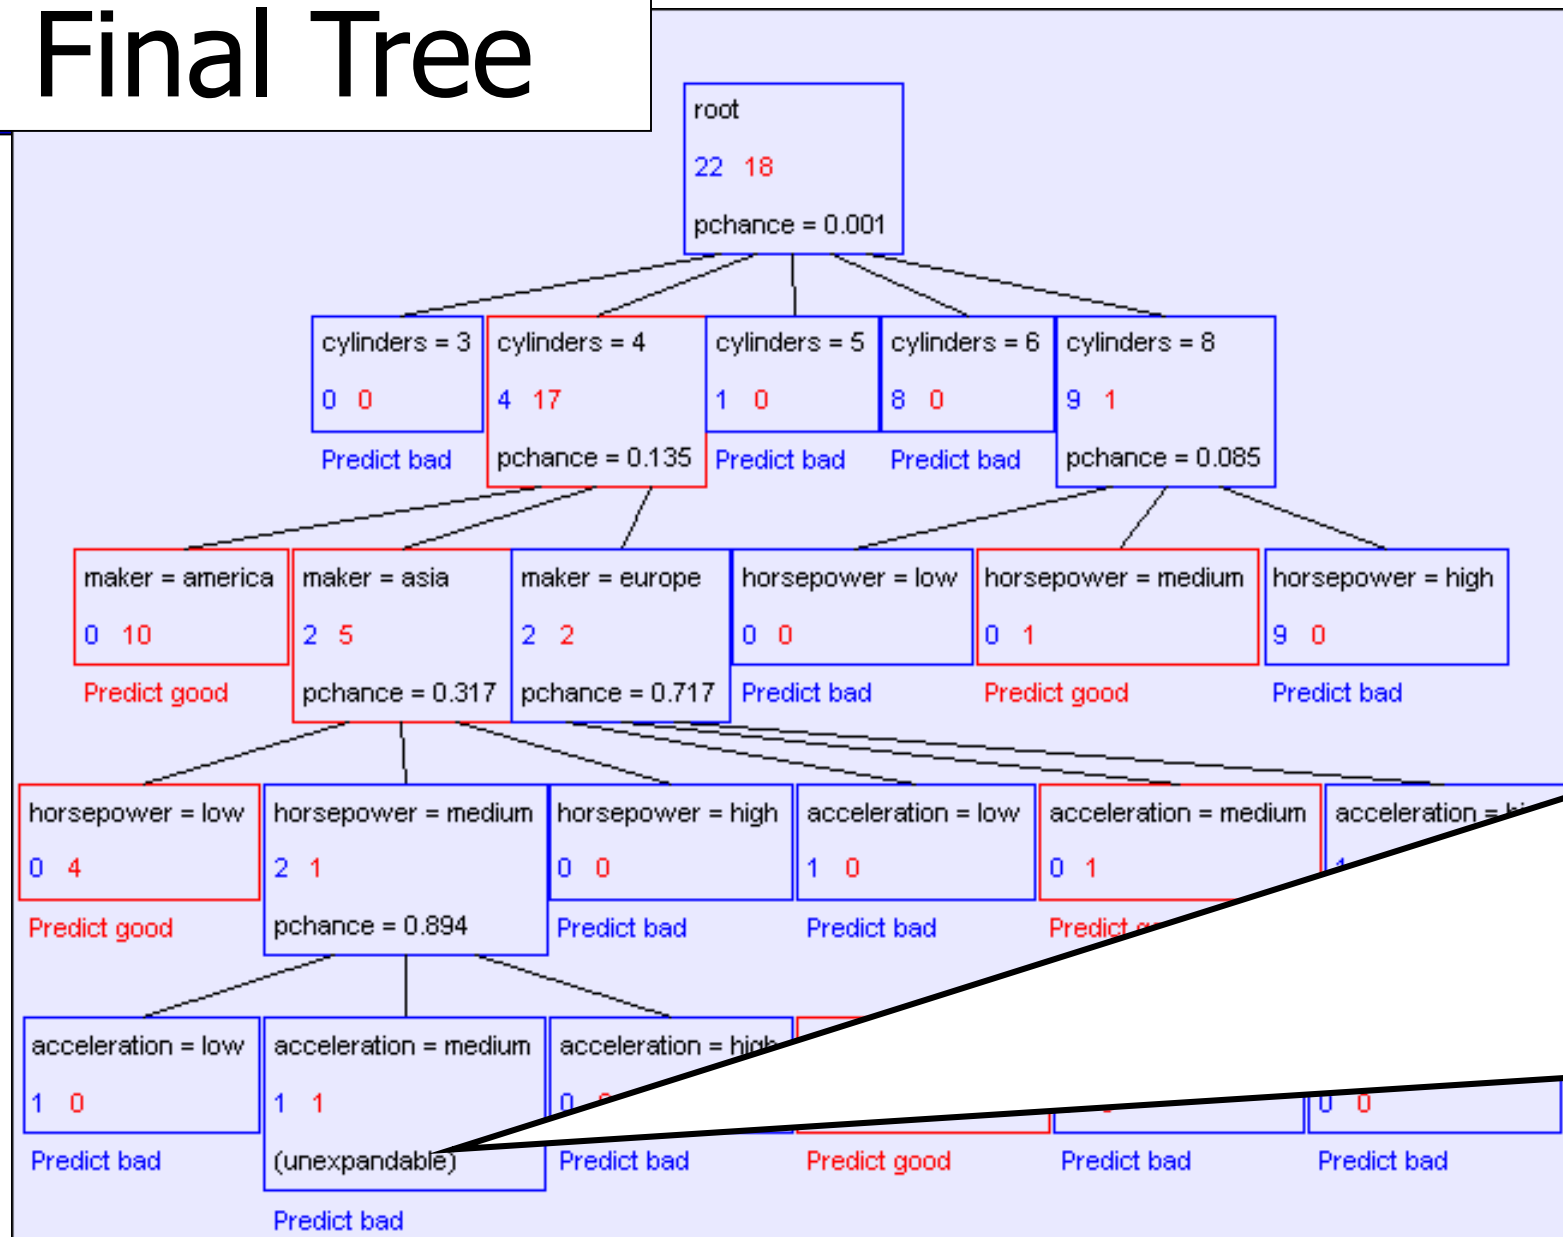 Final Tree
root
22 18
pchance = 0.001
cylinders = 3 cylinders = 4 cylinders = 5 cylinders = 6 cylinders = 8
0 0 4 17 1 0 8 0 9 1
Predict bad pchance = 0.135 Predict bad Predict bad pchance = 0.085
maker = america maker = asia maker = europe horsepower = low horsepower = medium horsepower = high
0 10 2 5 2 2 0 0 0 1 9 0
Predict good pchance = 0.317 pchance = 0.717 Predict bad Predict good Predict bad
horsepower = low horsepower = medium horsepower = high acceleration = low acceleration = medium acceleration =
0 4 2 1 0 0 1 0 0 1 1
Predict good pchance = 0.894 Predict bad Predict bad Predict
acceleration = low acceleration = medium acceleration = high
1 0 1 1 0 0 0
Predict bad (unexpandable) Predict bad Predict good Predict bad Predict bad
Predict bad